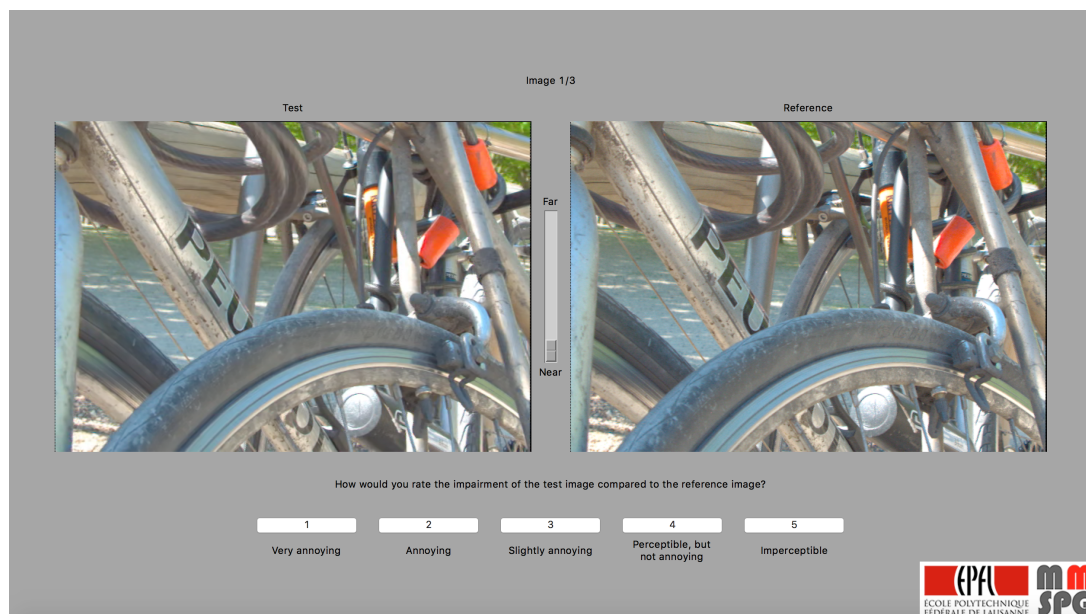 Image 1/3
Test
Reference
PEU
PEU
Far
Near
How would you rate the impairment of the test image compared to the reference image?
1
2
3
4
5
Very annoying
Annoying
Slightly annoying
Perceptible, but
not annoying
Imperceptible
EPFL
ÉCOLE POLYTECHNIQUE
FÉDÉRALE DE LAUSANNE